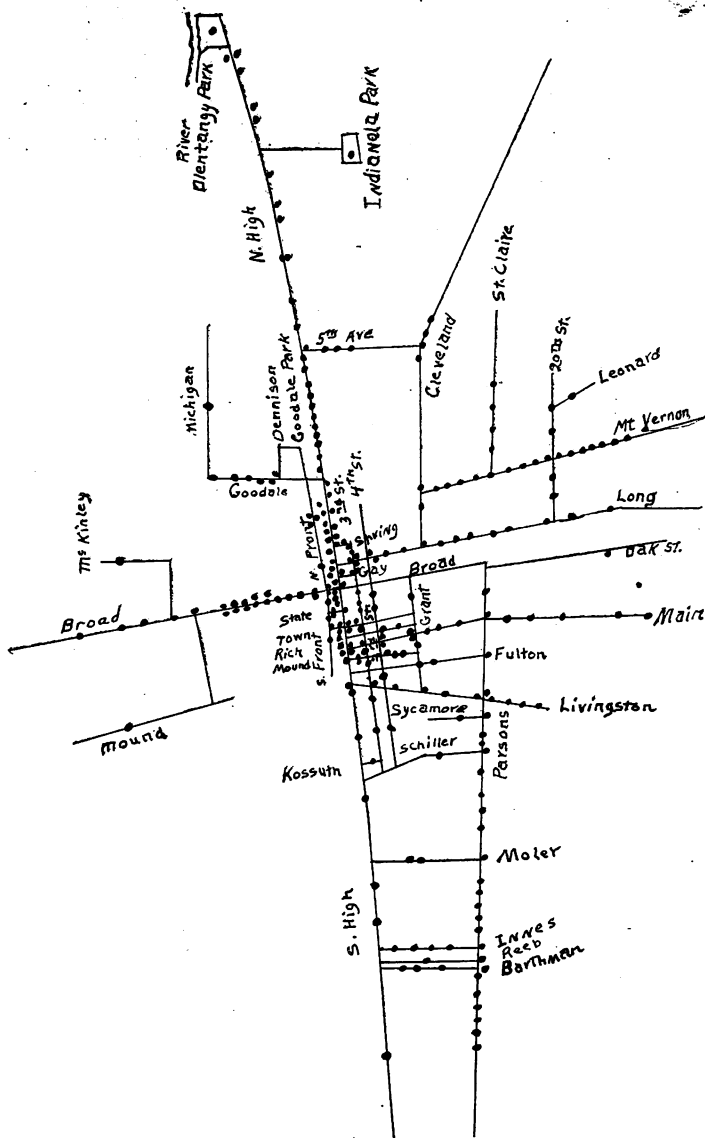 River
Olentangy Park
Indianola Park
N. High
St. Claire
5th Ave
Cleveland
20th St.
Leonard
Michigan
Dennison
Goodale Park
Mt Vernon
Goodale
3rd St.
4th St.
Long
Mc Kinley
N. Front
Spring
Gay
Broad
Oak St.
Broad
State
Town
Rich
Mound
S. Front
Grant
Main
Fulton
Sycamore
Livingston
Mound
Schiller
Parsons
Kossuth
Moler
S. High
INNES
Reeb
Barthman